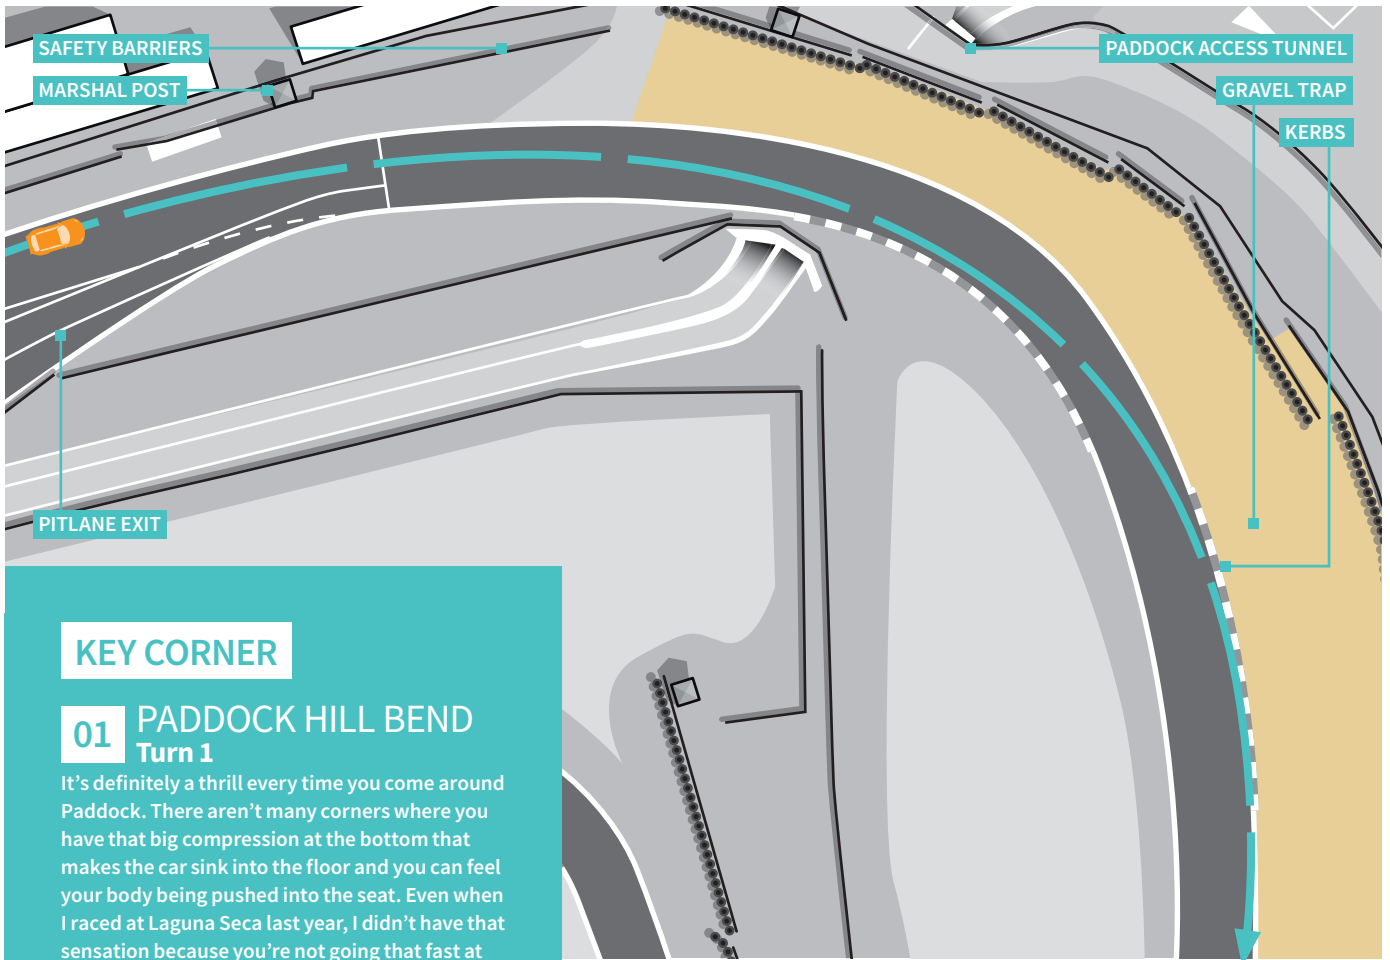 SAFETY BARRIERS
MARSHAL POST
PADDOCK ACCESS TUNNEL
GRAVEL TRAP
KERBS
PITLANE EXIT
KEY CORNER
01
PADDOCK HILL BEND
Turn 1
It’s definitely a thrill every time you come around
Paddock. There aren’t many corners where you
have that big compression at the bottom that
makes the car sink into the floor and you can feel
your body being pushed into the seat. Even when
I raced at Laguna Seca last year, I didn’t have that
sensation because you’re not going that fast at